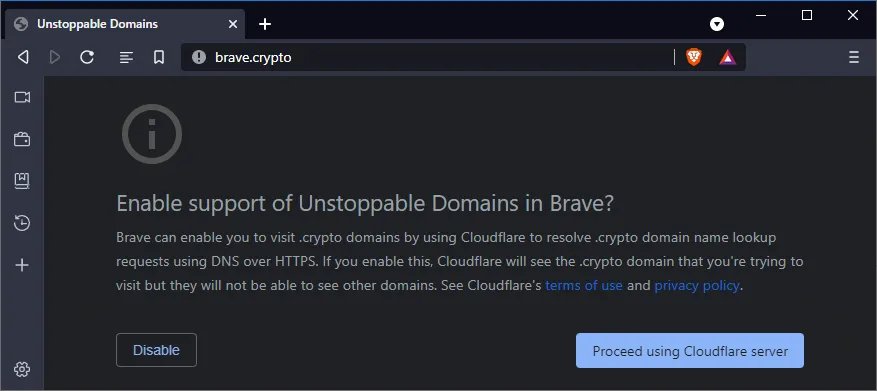 Unstoppable Domains
brave.crypto
Enable support of Unstoppable Domains in Brave?
Brave can enable you to visit .crypto domains by using Cloudflare to resolve .crypto domain name lookup
requests using DNS over HTTPS. If you enable this, Cloudflare will see the .crypto domain that you're trying to
visit but they will not be able to see other domains. See Cloudflare's terms of use and privacy policy.
Disable
Proceed using Cloudflare server